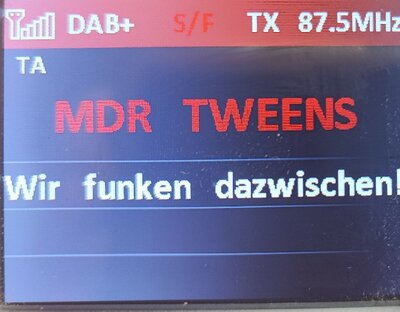 DAB+ S/F TX 87.5MHz
TA
MDR TWEENS
Wir funken dazwischen!